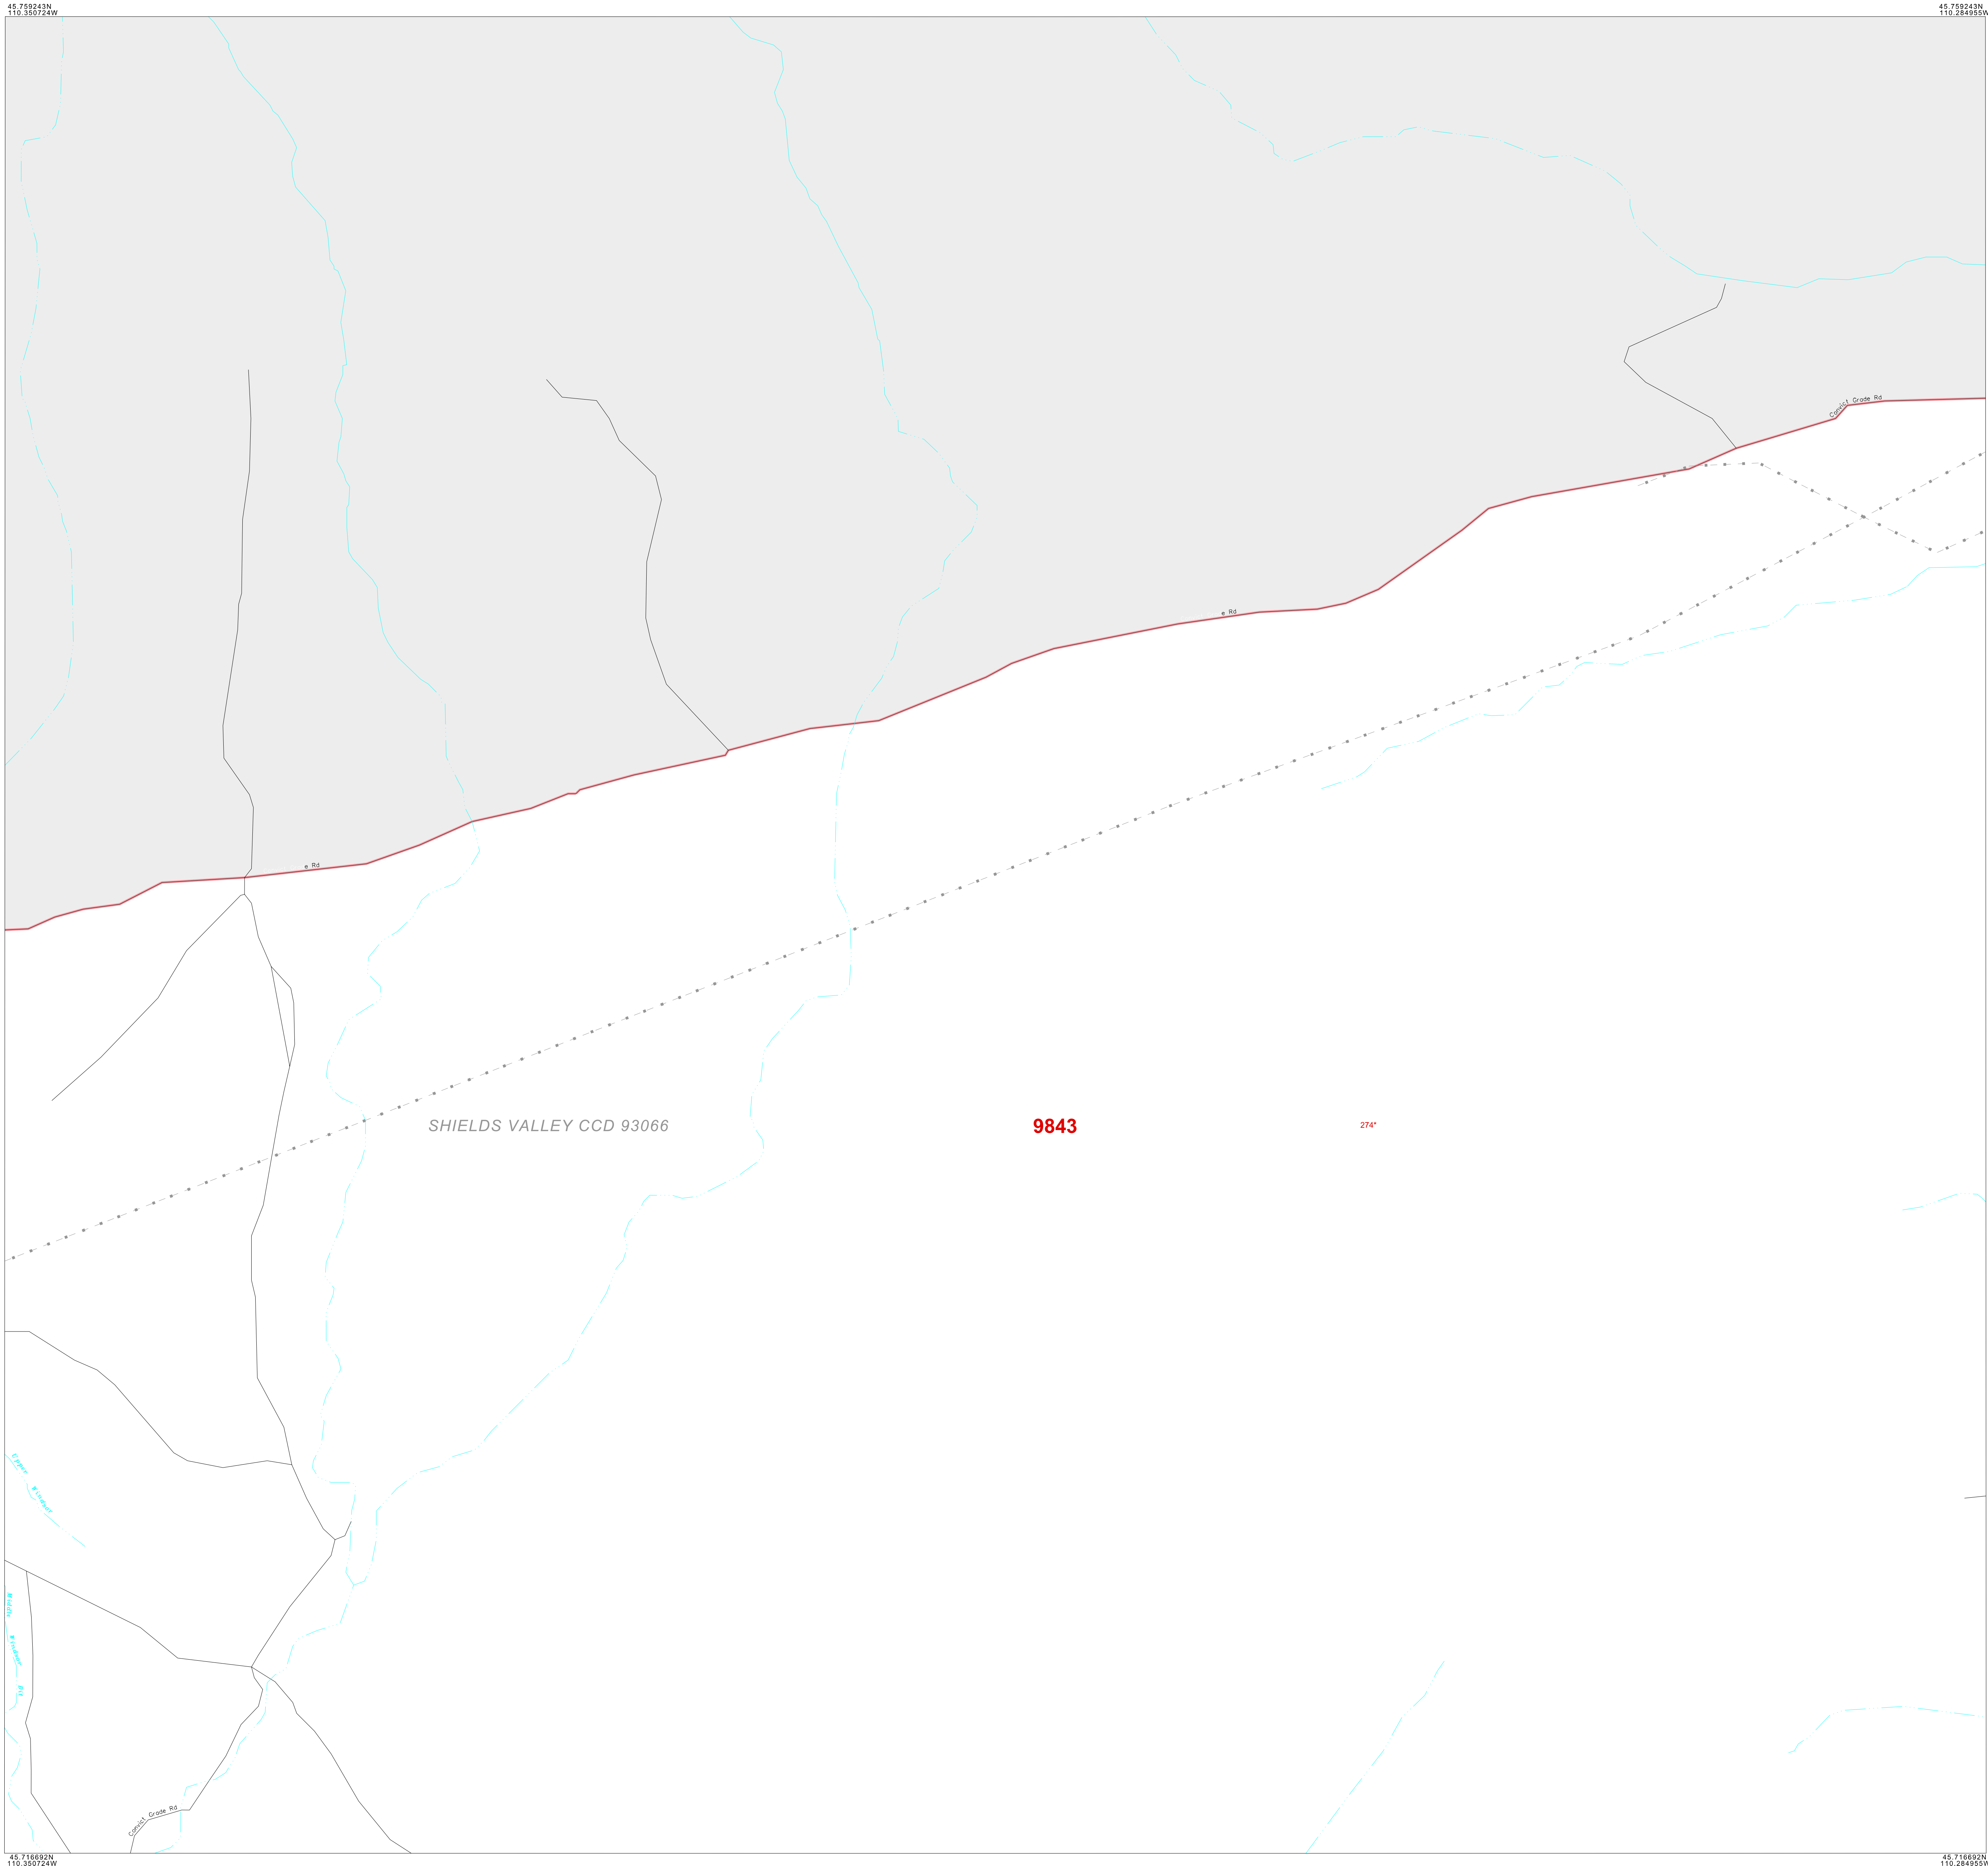 45.759243N
110.350724W
45.759243N
110.284955W
Convict Grade Rd
e Rd
e Rd
SHIELDS VALLEY CCD 93066
9843
274*
Convict Grade Rd
45.716692N
110.350724W
45.716692N
110.284955W